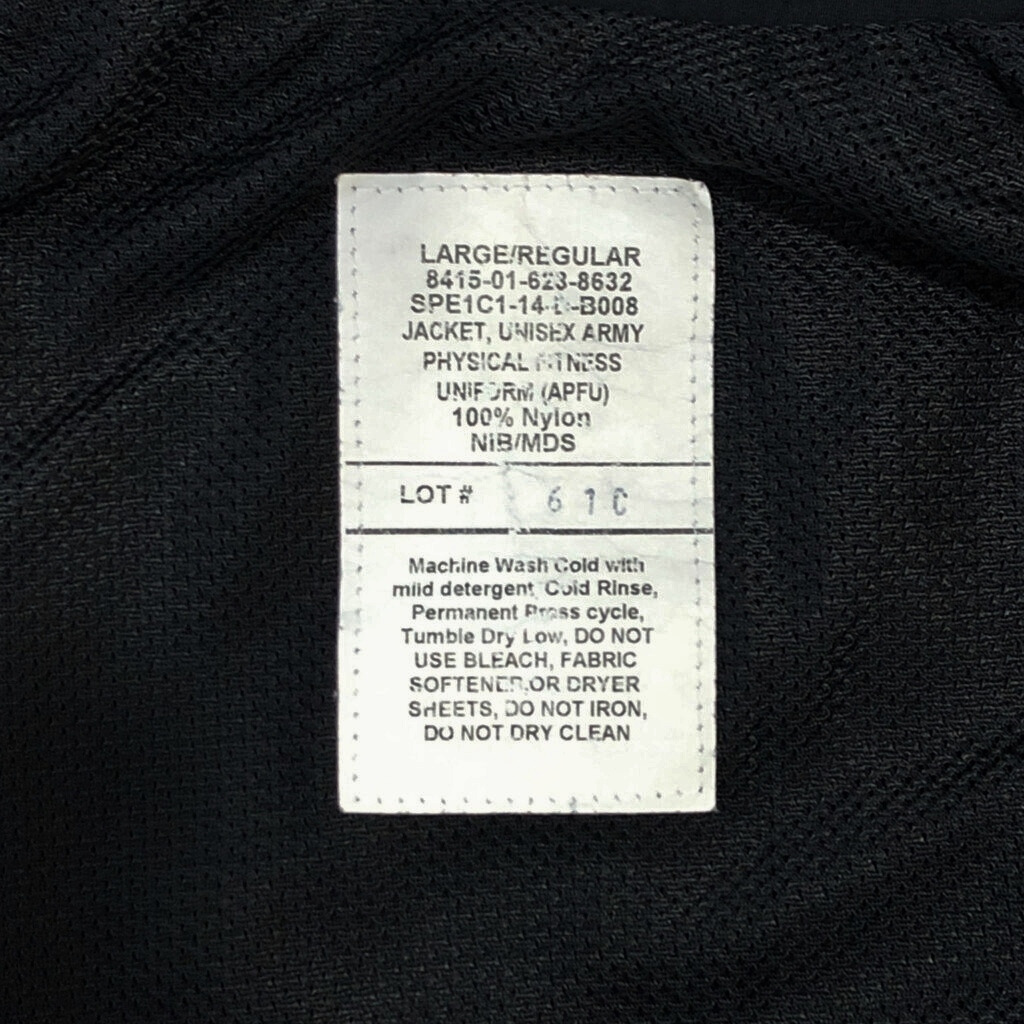 LARGE/REGULAR
8415-01-623-8632
JACKET, UNISEX ARMY
PHYSICAL FITNESS
UNIFORM (APFU)
100% Nylon
NIB/MDS
LOT #
Machine Wash Cold with
mild detergent, Cold Rinse,
Permanent Press cycle,
Tumble Dry Low, DO NOT
USE BLEACH, FABRIC
SOFTENER,OR DRYER
SHEETS, DO NOT IRON,
DO NOT DRY CLEAN